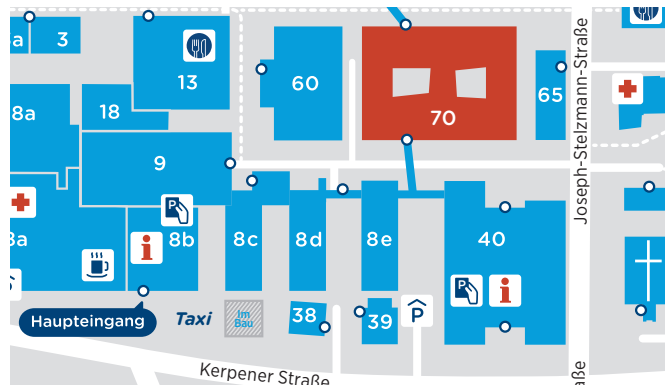 3a
3
13
60
70
65
Joseph-Stelzmann-Straße
8a
18
9
8a
8b
8c
8d
8e
40
P
i
P
i
Haupteingang
Taxi
Im
Bau
38
39
P
Kerpener Straße
aße